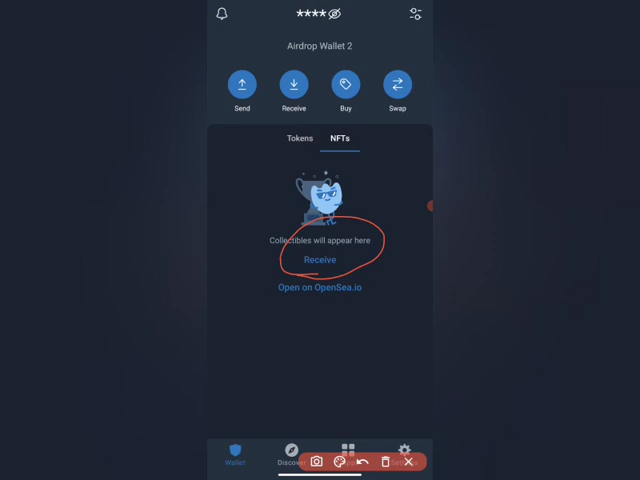 ****
Airdrop Wallet 2
Send Receive Buy Swap
Tokens NFTs
Collectibles will appear here
Receive
Open on OpenSea.io
Wallet Discover